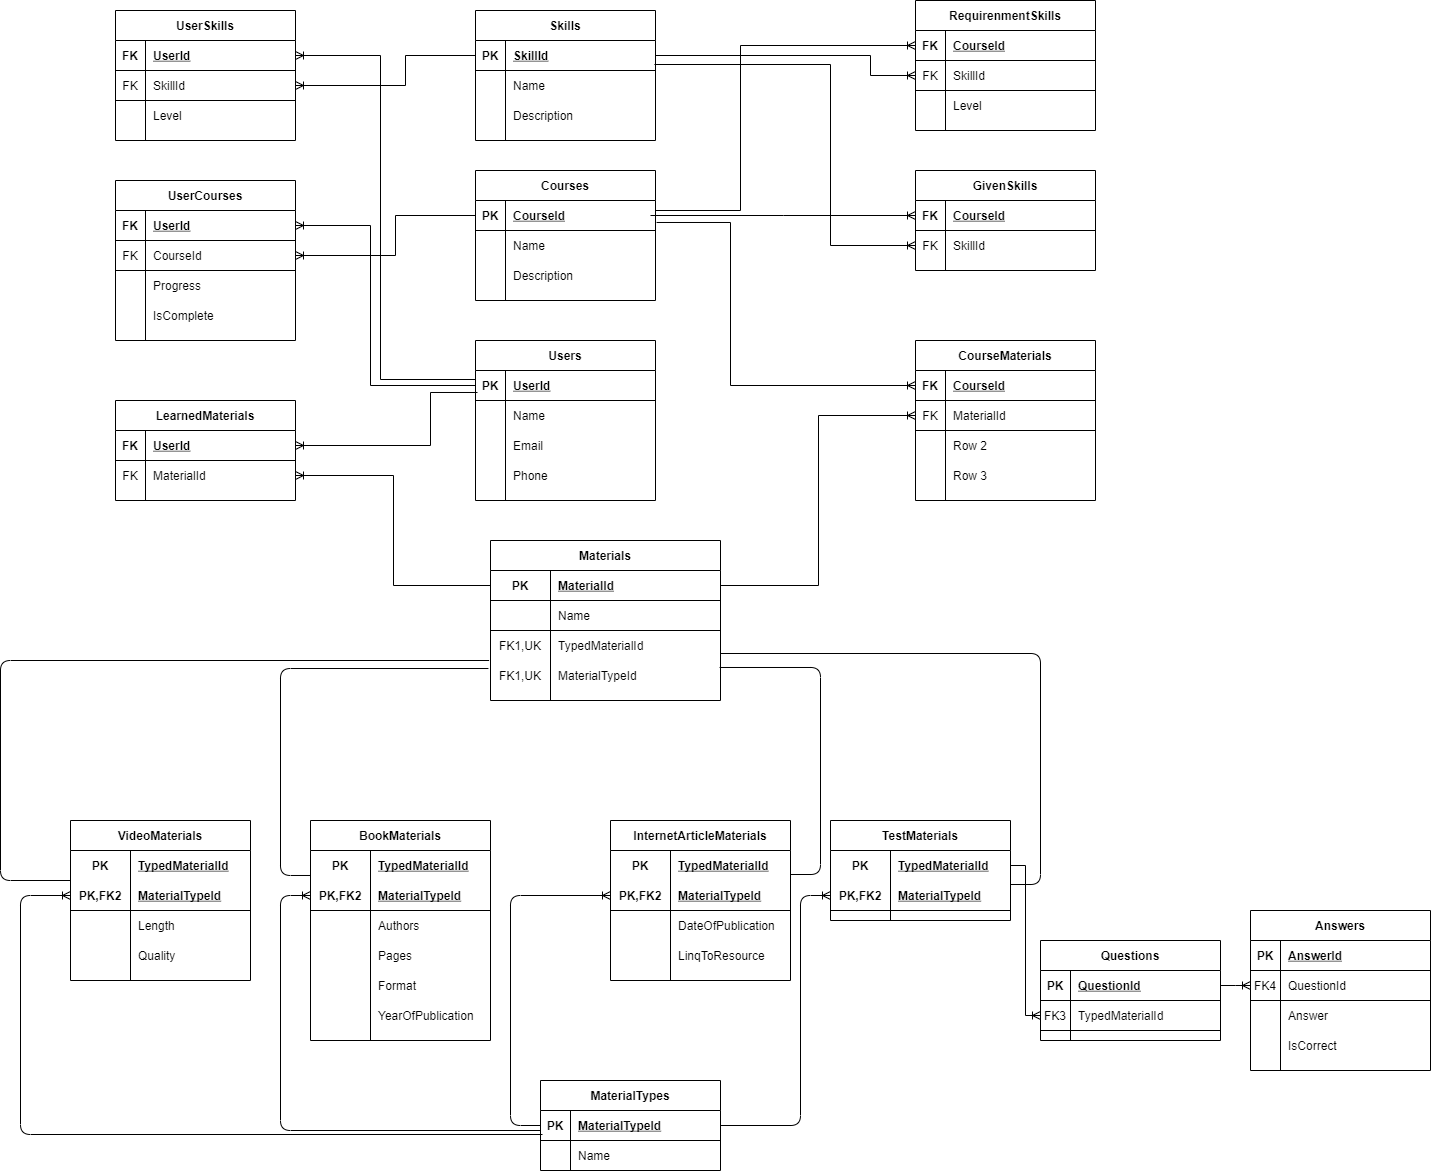 UserSkills
FK UserId
FK SkillId
Level
Skills
PK SkillId
Name
Description
RequirenmentSkills
FK CourseId
FK SkillId
Level
UserCourses
FK UserId
FK CourseId
Progress
IsComplete
Courses
PK CourseId
Name
Description
GivenSkills
FK CourseId
FK SkillId
LearnedMaterials
FK UserId
FK MaterialId
Users
PK UserId
Name
Email
Phone
CourseMaterials
FK CourseId
FK MaterialId
Row 2
Row 3
Materials
PK MaterialId
Name
FK1,UK TypedMaterialId
FK1,UK MaterialTypeId
VideoMaterials
PK TypedMaterialId
PK,FK2 MaterialTypeId
Length
Quality
BookMaterials
PK TypedMaterialId
PK,FK2 MaterialTypeId
Authors
Pages
Format
YearOfPublication
InternetArticleMaterials
PK TypedMaterialId
PK,FK2 MaterialTypeId
DateOfPublication
LinqToResource
TestMaterials
PK TypedMaterialId
PK,FK2 MaterialTypeId
Questions
PK QuestionId
FK3 TypedMaterialId
Answers
PK AnswerId
FK4 QuestionId
Answer
IsCorrect
MaterialTypes
PK MaterialTypeId
Name